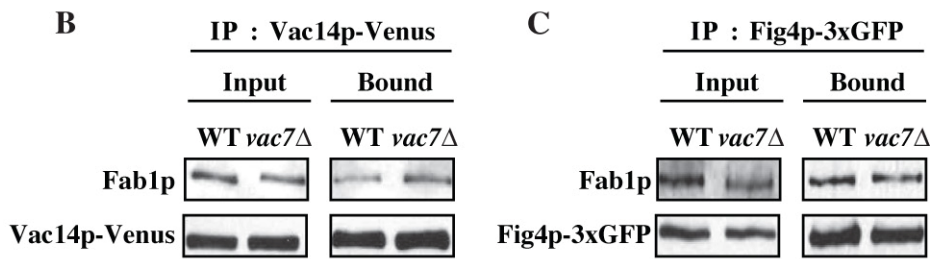 B
IP : Vac14p-Venus
Input Bound
WT vac7Δ WT vac7Δ
Fab1p
Vac14p-Venus
C
IP : Fig4p-3xGFP
Input Bound
WT vac7Δ WT vac7Δ
Fab1p
Fig4p-3xGFP